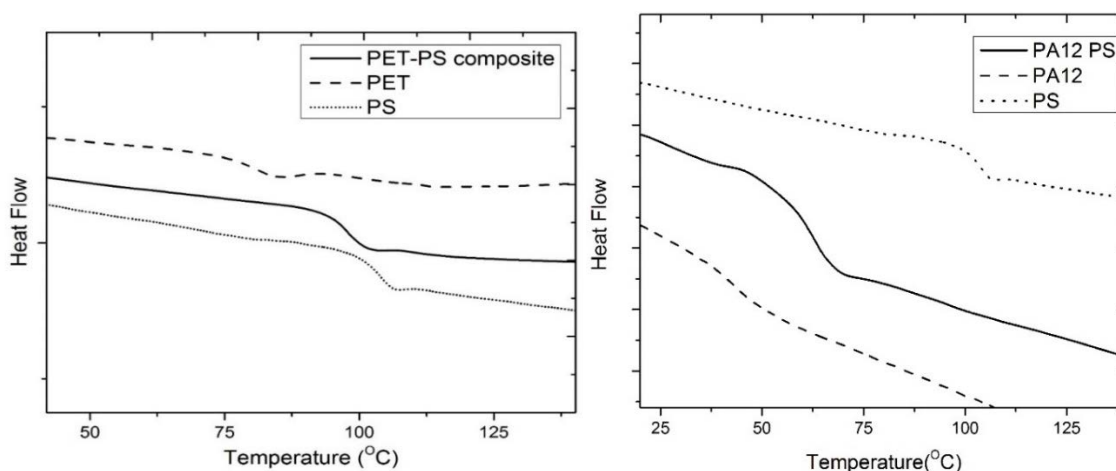 PET-PS composite
PET
PS
Heat Flow
50 75 100 125
Temperature (°C)
PA12 PS
PA12
PS
Heat Flow
25 50 75 100 125
Temperature(°C)